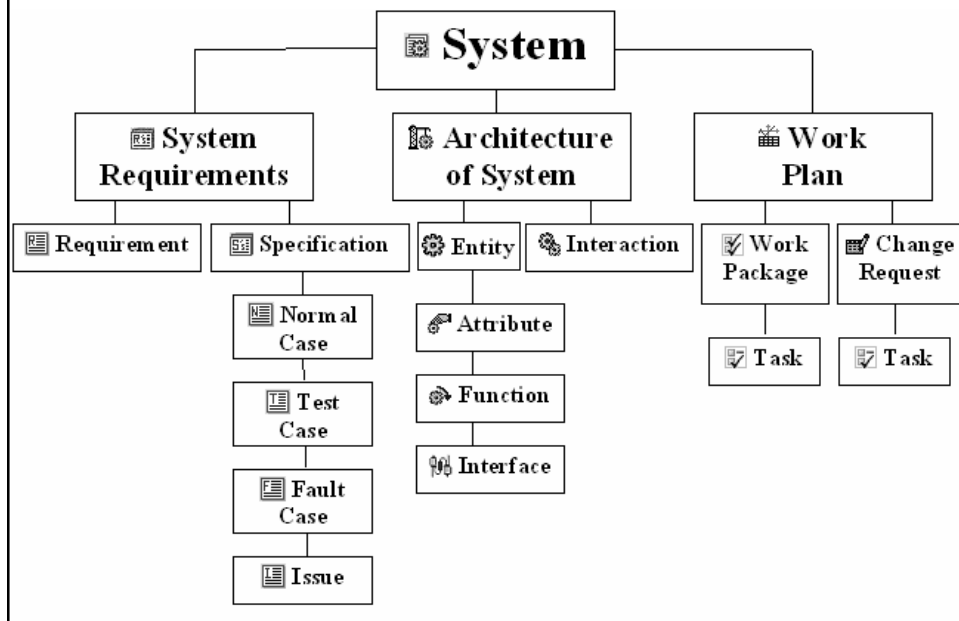 System
System
Requirements
Architecture
of System
Work
Plan
Requirement
Specification
Entity
Interaction
Work
Package
Change
Request
Normal
Case
Attribute
Task
Task
Test
Case
Function
Interface
Fault
Case
Issue